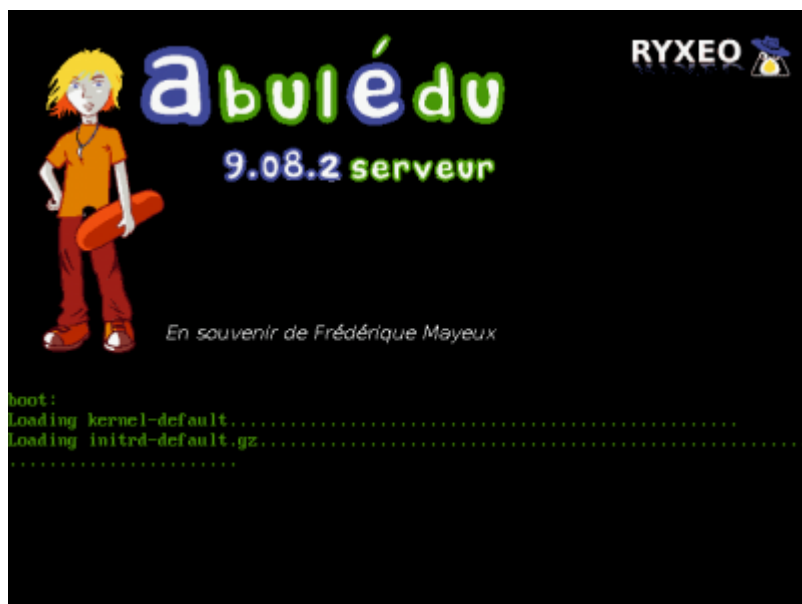 abulédu
RYXEO
9.08.2 serveur
En souvenir de Frédérique Mayeux
boot:
Loading kernel-default..................................................
Loading initrd-default.gz.....................................................
.......................